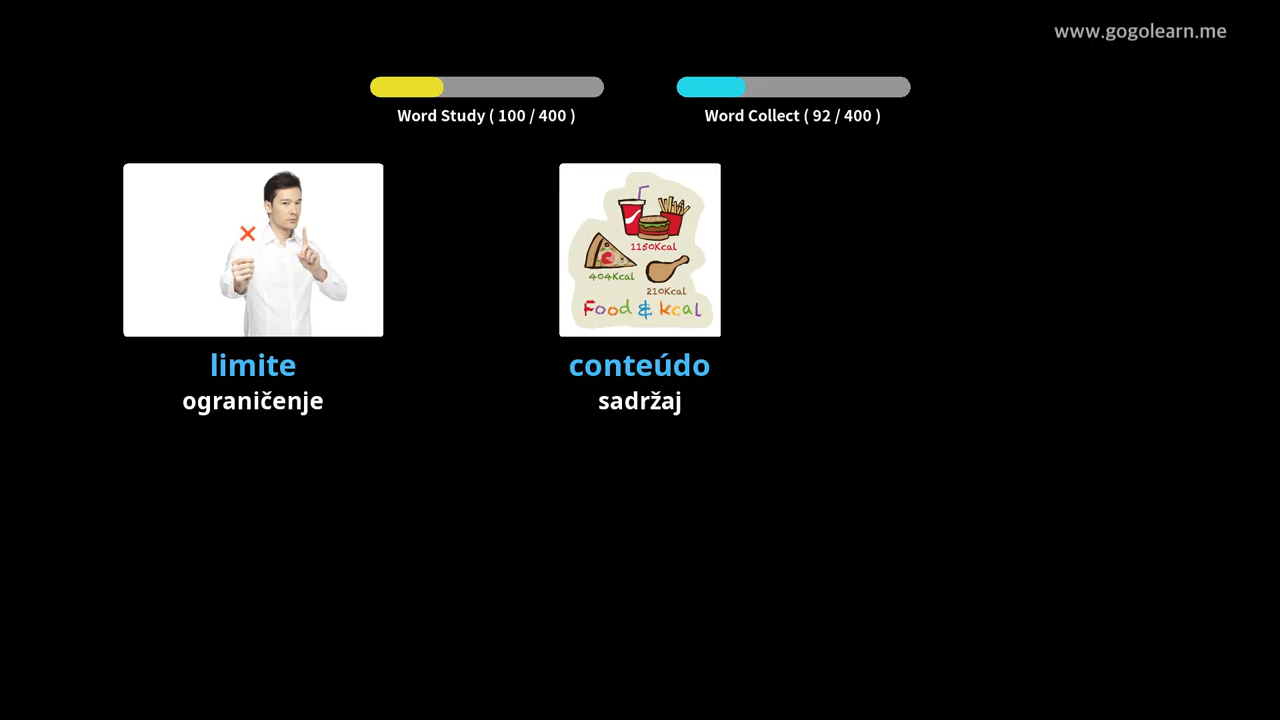 www.gogolearn.me
Word Study ( 100 / 400 )
Word Collect ( 92 / 400 )
1150Kcal
404Kcal
210Kcal
Food & kcal
limite
conteúdo
ograničenje
sadržaj